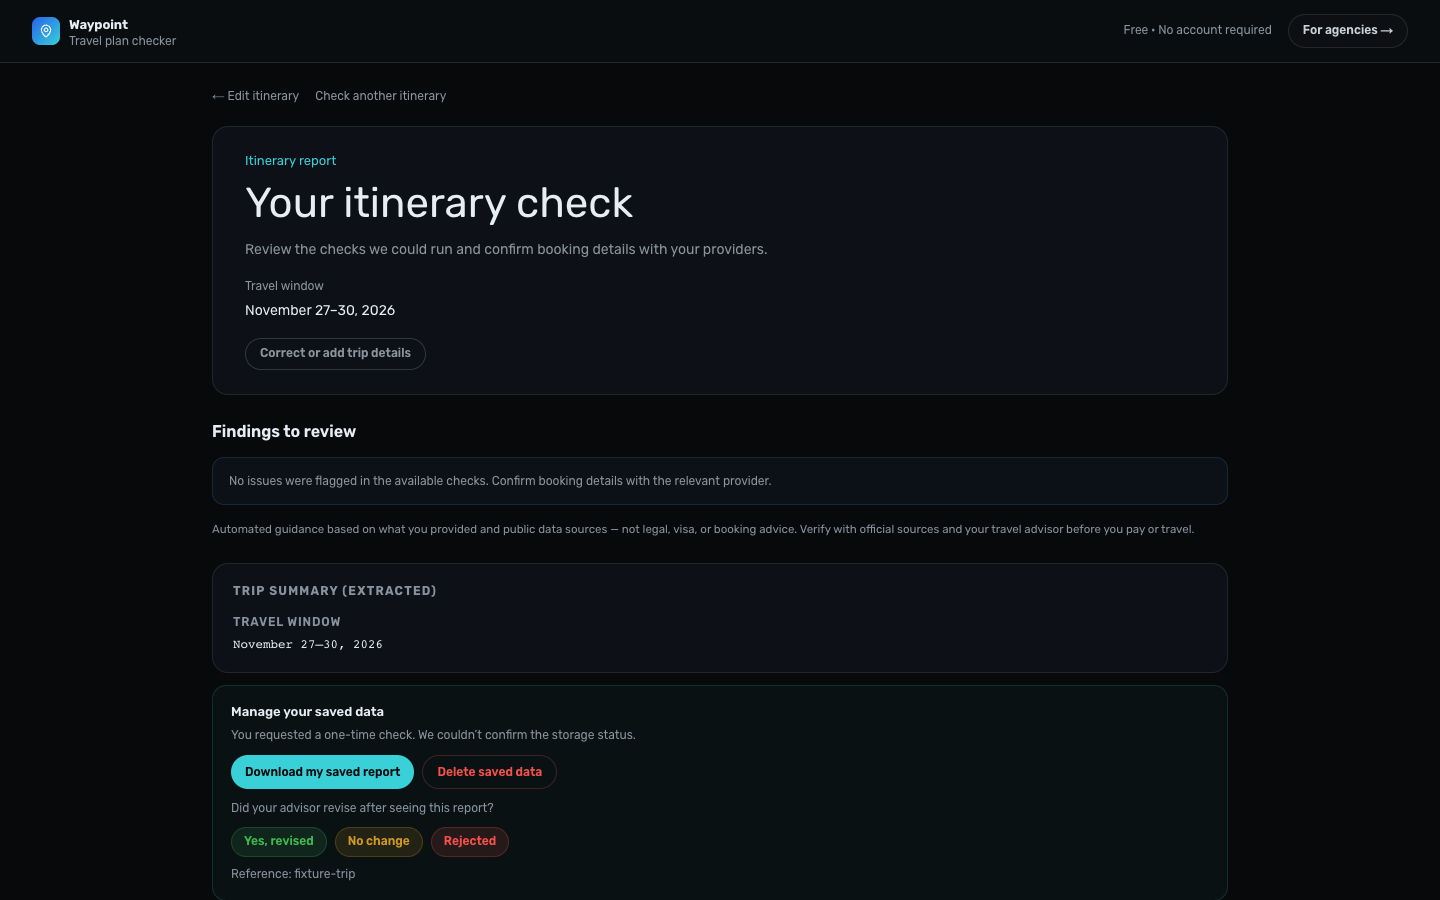 Waypoint
Travel plan checker
Free • No account required
For agencies →
← Edit itinerary
Check another itinerary
Itinerary report
Your itinerary check
Review the checks we could run and confirm booking details with your providers.
Travel window
November 27–30, 2026
Correct or add trip details
Findings to review
No issues were flagged in the available checks. Confirm booking details with the relevant provider.
Automated guidance based on what you provided and public data sources — not legal, visa, or booking advice. Verify with official sources and your travel advisor before you pay or travel.
TRIP SUMMARY (EXTRACTED)
TRAVEL WINDOW
November 27–30, 2026
Manage your saved data
You requested a one-time check. We couldn’t confirm the storage status.
Download my saved report
Delete saved data
Did your advisor revise after seeing this report?
Yes, revised
No change
Rejected
Reference: fixture-trip